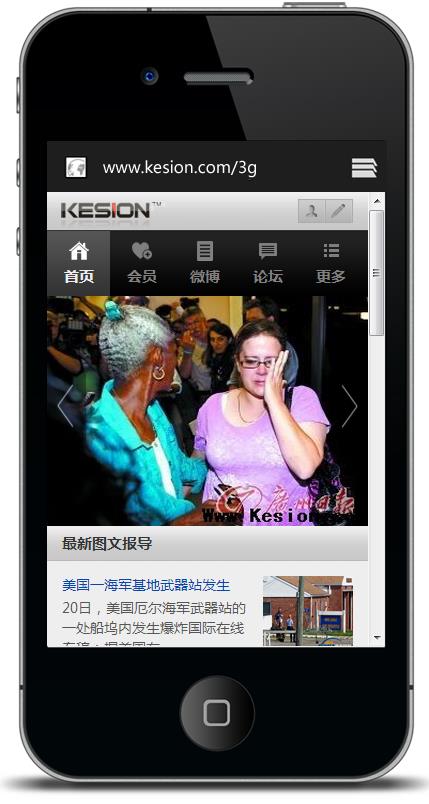 www.kesion.com/3g
KESION™
首页 会员 微博 论坛 更多
广州日报
www.Kesion
最新图文报导
美国一海军基地武器站发生
20日，美国厄尔海军武器站的
一处船坞内发生爆炸国际在线